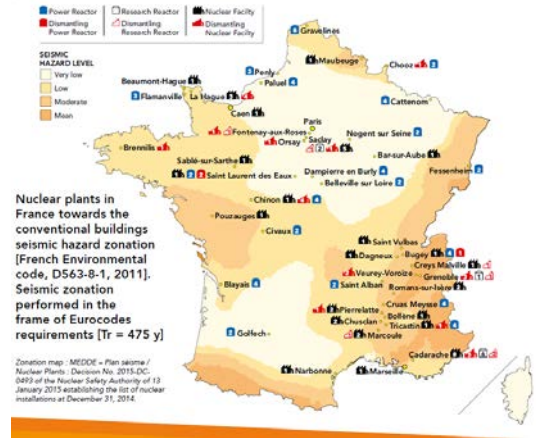 Power Reactor
Research Reactor
Nuclear Facilty
Dismantling
Power Reactor
Dismantling
Research Reactor
Dismantling
Nuclear Facility
SEISMIC
HAZARD LEVEL
Very low
Low
Moderate
Mean
Gravelines
Maubeuge
Chooz
Penly
Paluel
Beaumont-Hague
Flamanville
La Hague
Caen
Cattenom
Paris
Fontenay-aux-Roses
Saclay
Orsay
Nogent sur Seine
Brennilis
Bar-sur-Aube
Sablé-sur-Sarthe
Saint Laurent des Eaux
Dampierre en Burly
Belleville sur Loire
Fessenheim
Chinon
Pouzauges
Civaux
Saint Vulbas
Dagneux
Bugey
Creys Malville
Veurey-Voroize
Grenoble
Saint Alban
Romans-sur-Isère
Blayais
Cruas Meysse
Pierrelatte
Bollène
Chusclan
Tricastin
Marcoule
Golfech
Cadarache
Narbonne
Marseille
Nuclear plants in
France towards the
conventional buildings
seismic hazard zonation
[French Environmental
code, D563-8-1, 2011].
Seismic zonation
performed in the
frame of Eurocodes
requirements [Tr = 475 y]
Zonation map : MEDDE = Plan séisme /
Nuclear Plants : Decision No. 2015-DC-
0493 of the Nuclear Safety Authority of 13
January 2015 establishing the list of nuclear
installations at December 31, 2014.